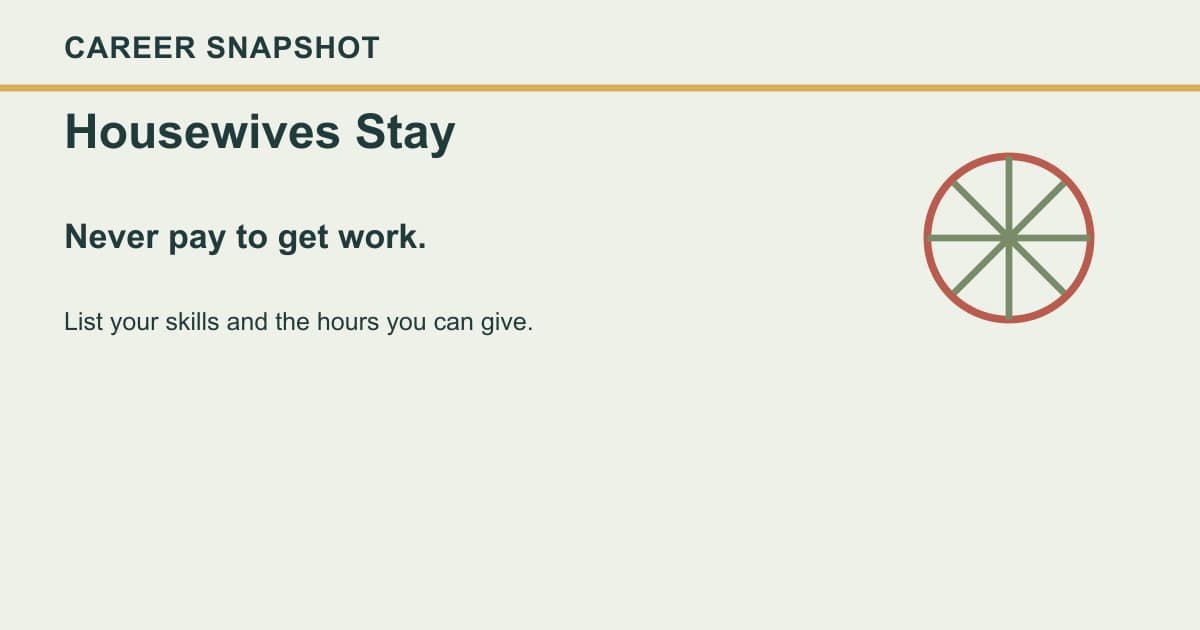 CAREER SNAPSHOT
Housewives Stay
Never pay to get work.
List your skills and the hours you can give.